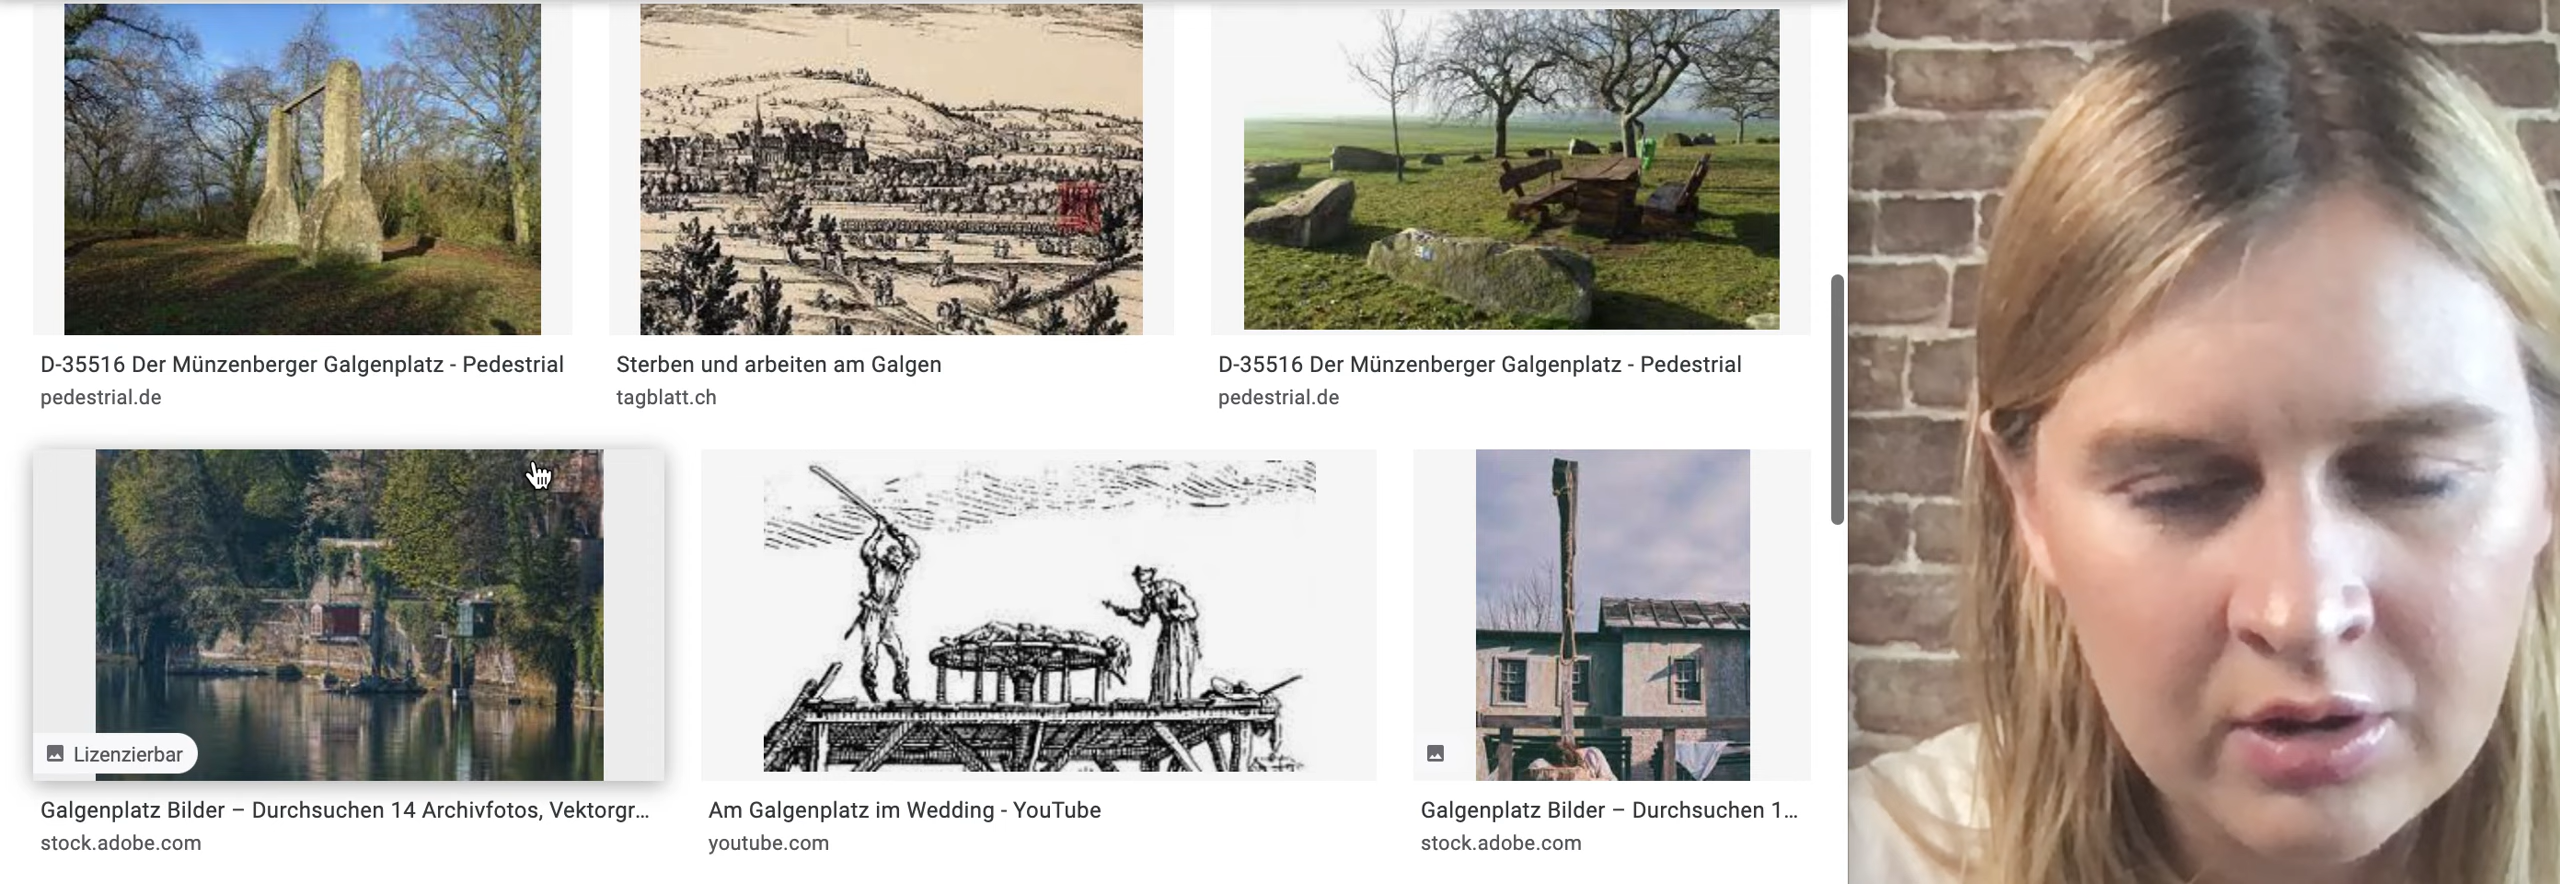 D-35516 Der Münzenberger Galgenplatz - Pedestrial
pedestrial.de
Sterben und arbeiten am Galgen
tagblatt.ch
D-35516 Der Münzenberger Galgenplatz - Pedestrial
pedestrial.de
Lizenzierbar
Galgenplatz Bilder – Durchsuchen 14 Archivfotos, Vektorgr...
stock.adobe.com
Am Galgenplatz im Wedding - YouTube
youtube.com
Galgenplatz Bilder – Durchsuchen 1...
stock.adobe.com